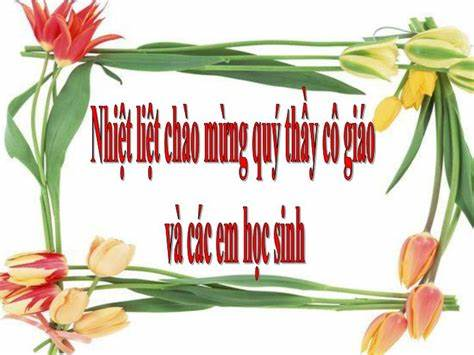 Nhiệt liệt chào mừng quý thầy cô giáo
và các em học sinh